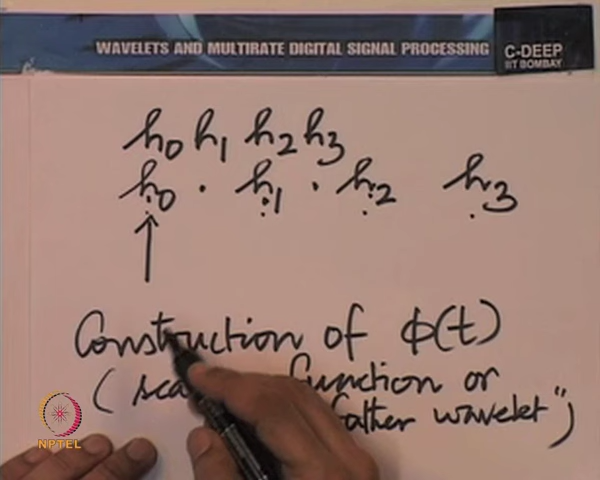 WAVELETS AND MULTIRATE DIGITAL SIGNAL PROCESSING
C-DEEP
IIT BOMBAY
h0 h1 h2 h3
h0 . h1 . h2 h3
Construction of φ(t)
( function or
father wavelet")
NPTEL